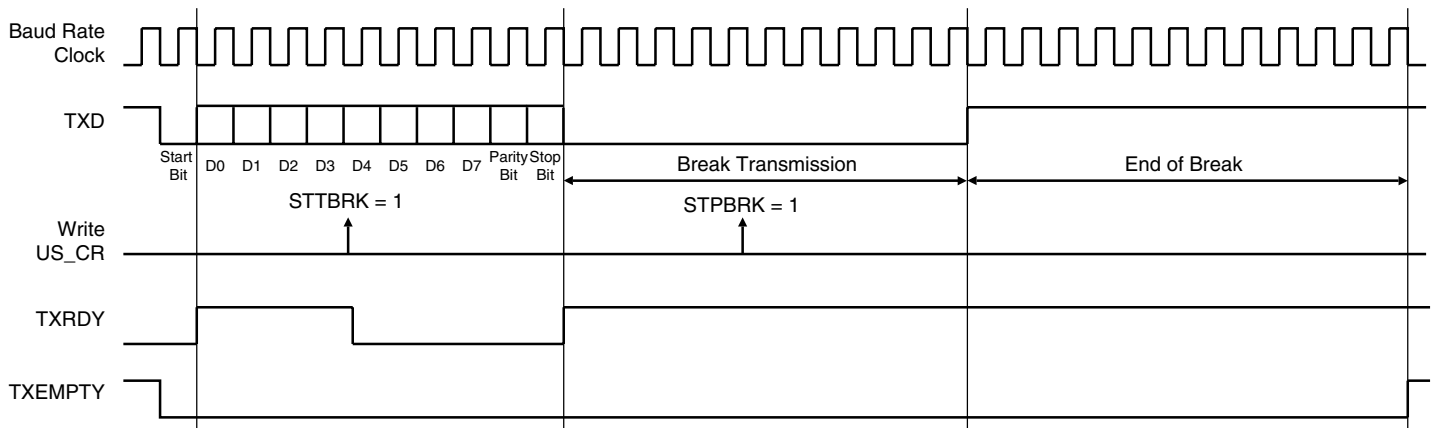 Baud Rate
Clock
TXD
Start
Bit
D0 D1 D2 D3 D4 D5 D6 D7
Parity
Bit
Stop
Bit
Break Transmission
End of Break
STTBRK = 1
STPBRK = 1
Write
US_CR
TXRDY
TXEMPTY